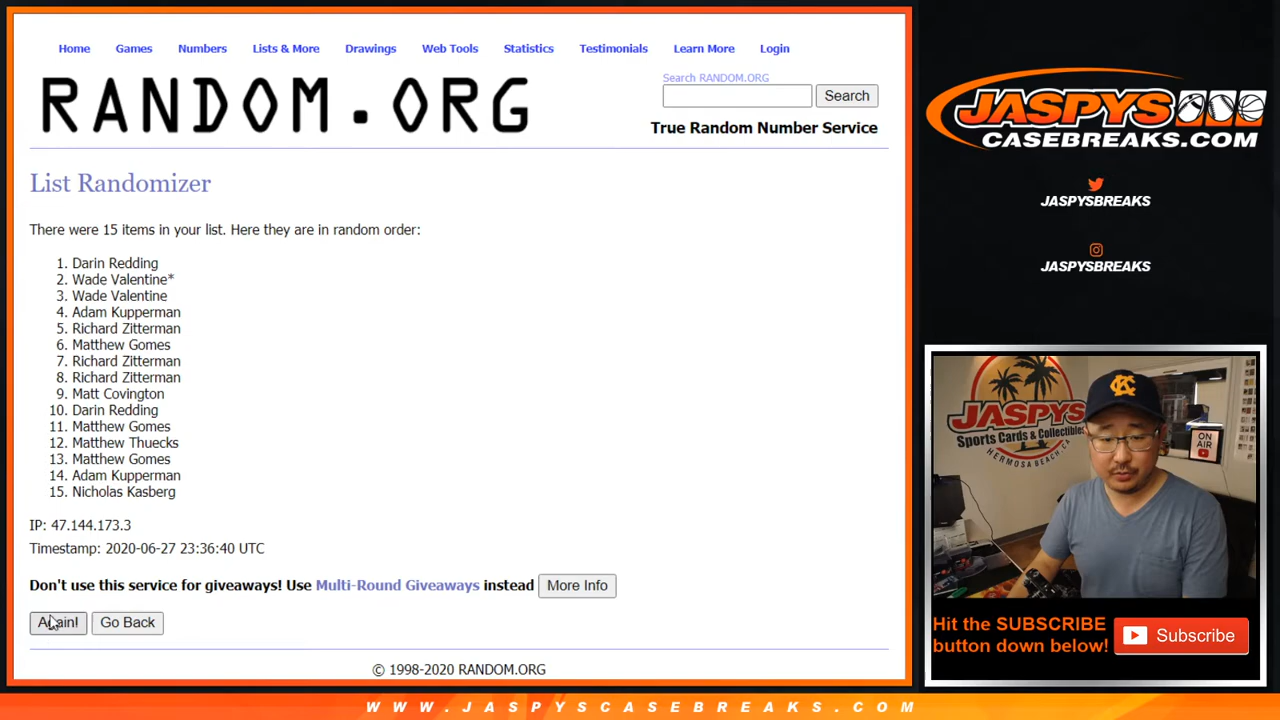 Home Games Numbers Lists & More Drawings Web Tools Statistics Testimonials Learn More Login
RANDOM.ORG
Search RANDOM.ORG
Search
True Random Number Service
List Randomizer
There were 15 items in your list. Here they are in random order:
1. Darin Redding
2. Wade Valentine*
3. Wade Valentine
4. Adam Kupperman
5. Richard Zitterman
6. Matthew Gomes
7. Richard Zitterman
8. Richard Zitterman
9. Matt Covington
10. Darin Redding
11. Matthew Gomes
12. Matthew Thuecks
13. Matthew Gomes
14. Adam Kupperman
15. Nicholas Kasberg
IP: 47.144.173.3
Timestamp: 2020-06-27 23:36:40 UTC
Don't use this service for giveaways! Use Multi-Round Giveaways instead More Info
Again! Go Back
© 1998-2020 RANDOM.ORG
JASPYS
CASEBREAKS.COM
JASPYSBREAKS
JASPYSBREAKS
JASPYS
Sports Cards & Collectibles
HERMOSA BEACH, CA
KC
ON
AIR
Hit the SUBSCRIBE
button down below!
Subscribe
WWW.JASPYSCASEBREAKS.COM